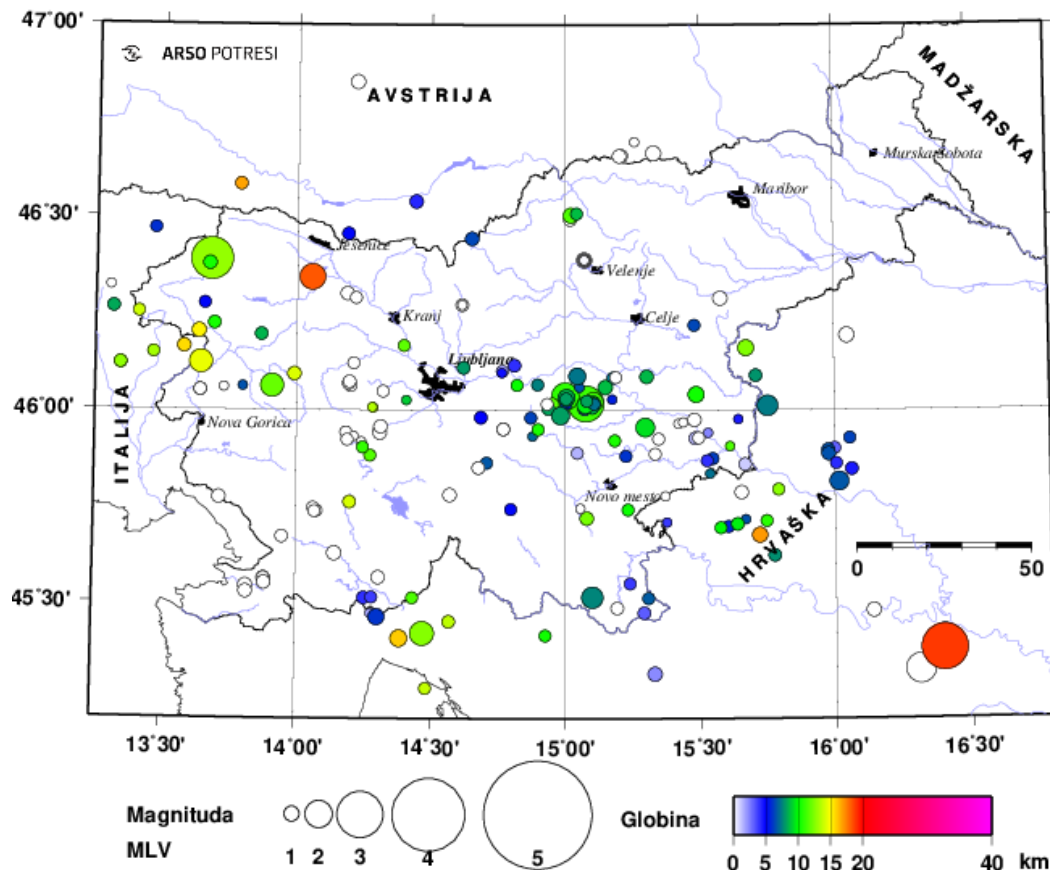 47°00'
ARSO POTRESI
AVSTRIJA
MADŽARSKA
Murska Sobota
46°30'
Maribor
Jesenice
Velenje
Kranj
Celje
Ljubljana
46°00'
ITALIJA
Nova Gorica
Novo mesto
HRVAŠKA
0 50
45°30'
13°30' 14°00' 14°30' 15°00' 15°30' 16°00' 16°30'
Magnituda
MLV
1 2 3 4 5
Globina
0 5 10 15 20 40 km